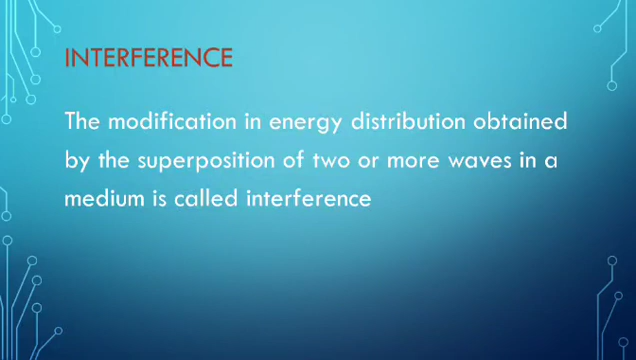 INTERFERENCE
The modification in energy distribution obtained
by the superposition of two or more waves in a
medium is called interference